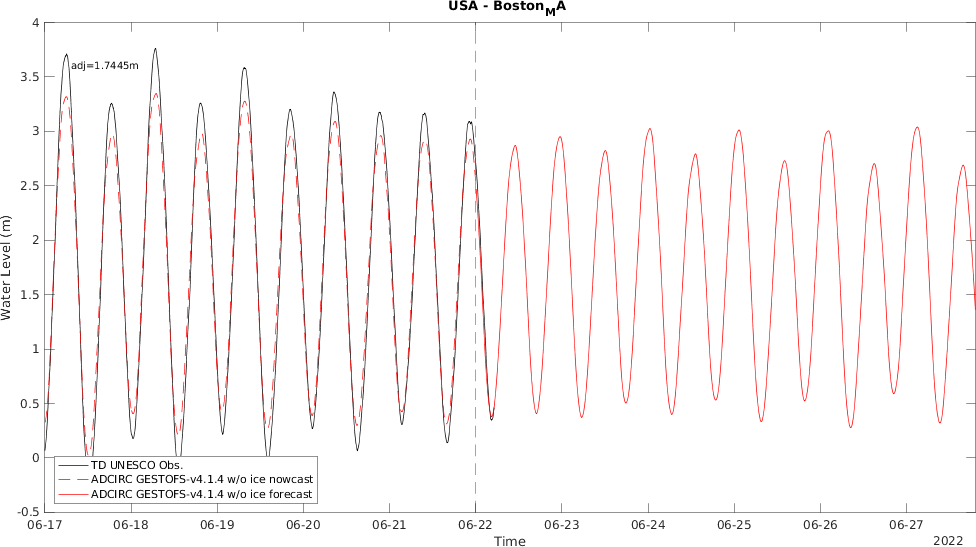 USA - Boston_MA
4
adj=1.7445m
3.5
3
2.5
2
Water Level (m)
1.5
1
0.5
0
TD UNESCO Obs.
ADCIRC GESTOFS-v4.1.4 w/o ice nowcast
ADCIRC GESTOFS-v4.1.4 w/o ice forecast
-0.5
06-17 06-18 06-19 06-20 06-21 06-22 06-23 06-24 06-25 06-26 06-27
Time
2022